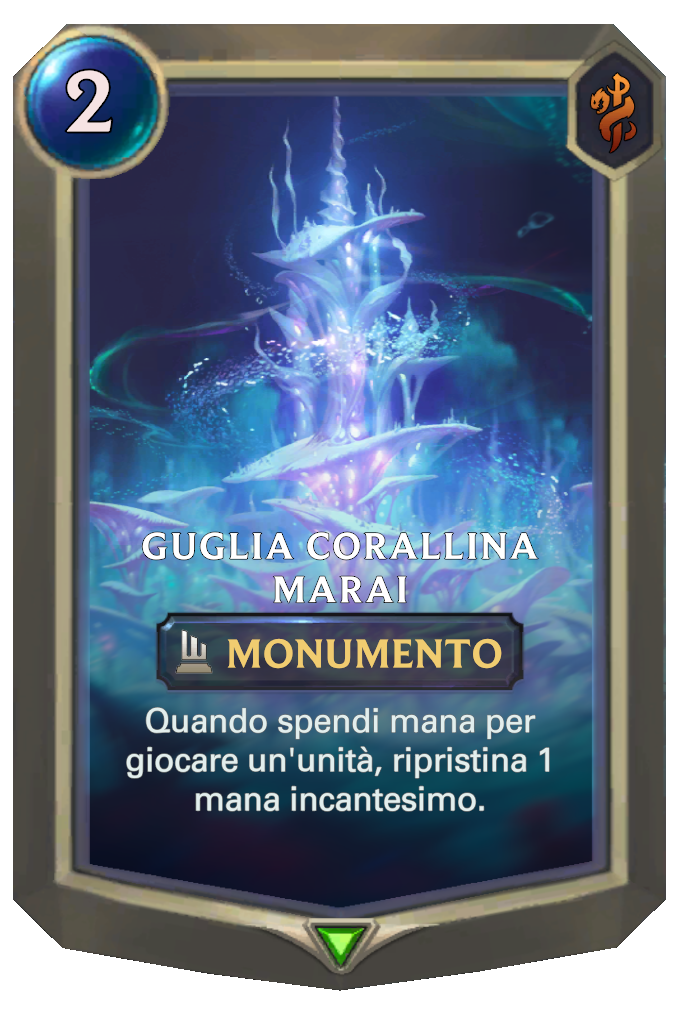 2
GUGLIA CORALLINA
MARAI
MONUMENTO
Quando spendi mana per
giocare un'unità, ripristina 1
mana incantesimo.